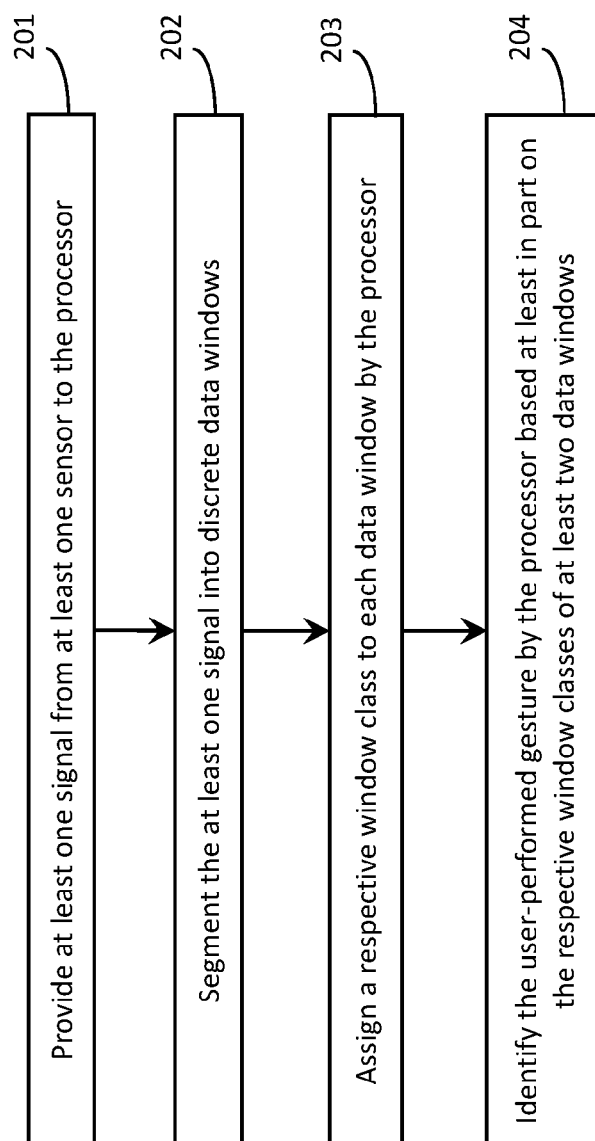 201
Provide at least one signal from at least one sensor to the processor
202
Segment the at least one signal into discrete data windows
203
Assign a respective window class to each data window by the processor
204
Identify the user-performed gesture by the processor based at least in part on
the respective window classes of at least two data windows